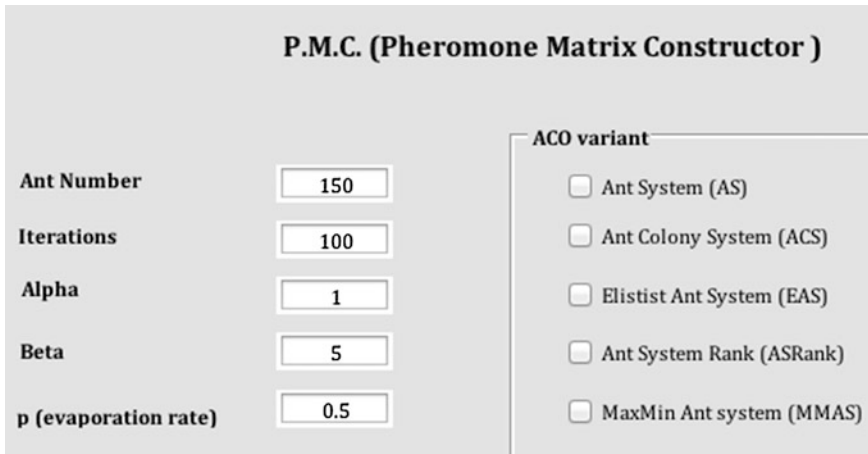 P.M.C. (Pheromone Matrix Constructor )
ACO variant
Ant Number 150
Ant System (AS)
Iterations 100
Ant Colony System (ACS)
Alpha 1
Elistist Ant System (EAS)
Beta 5
Ant System Rank (ASRank)
p (evaporation rate) 0.5
MaxMin Ant system (MMAS)